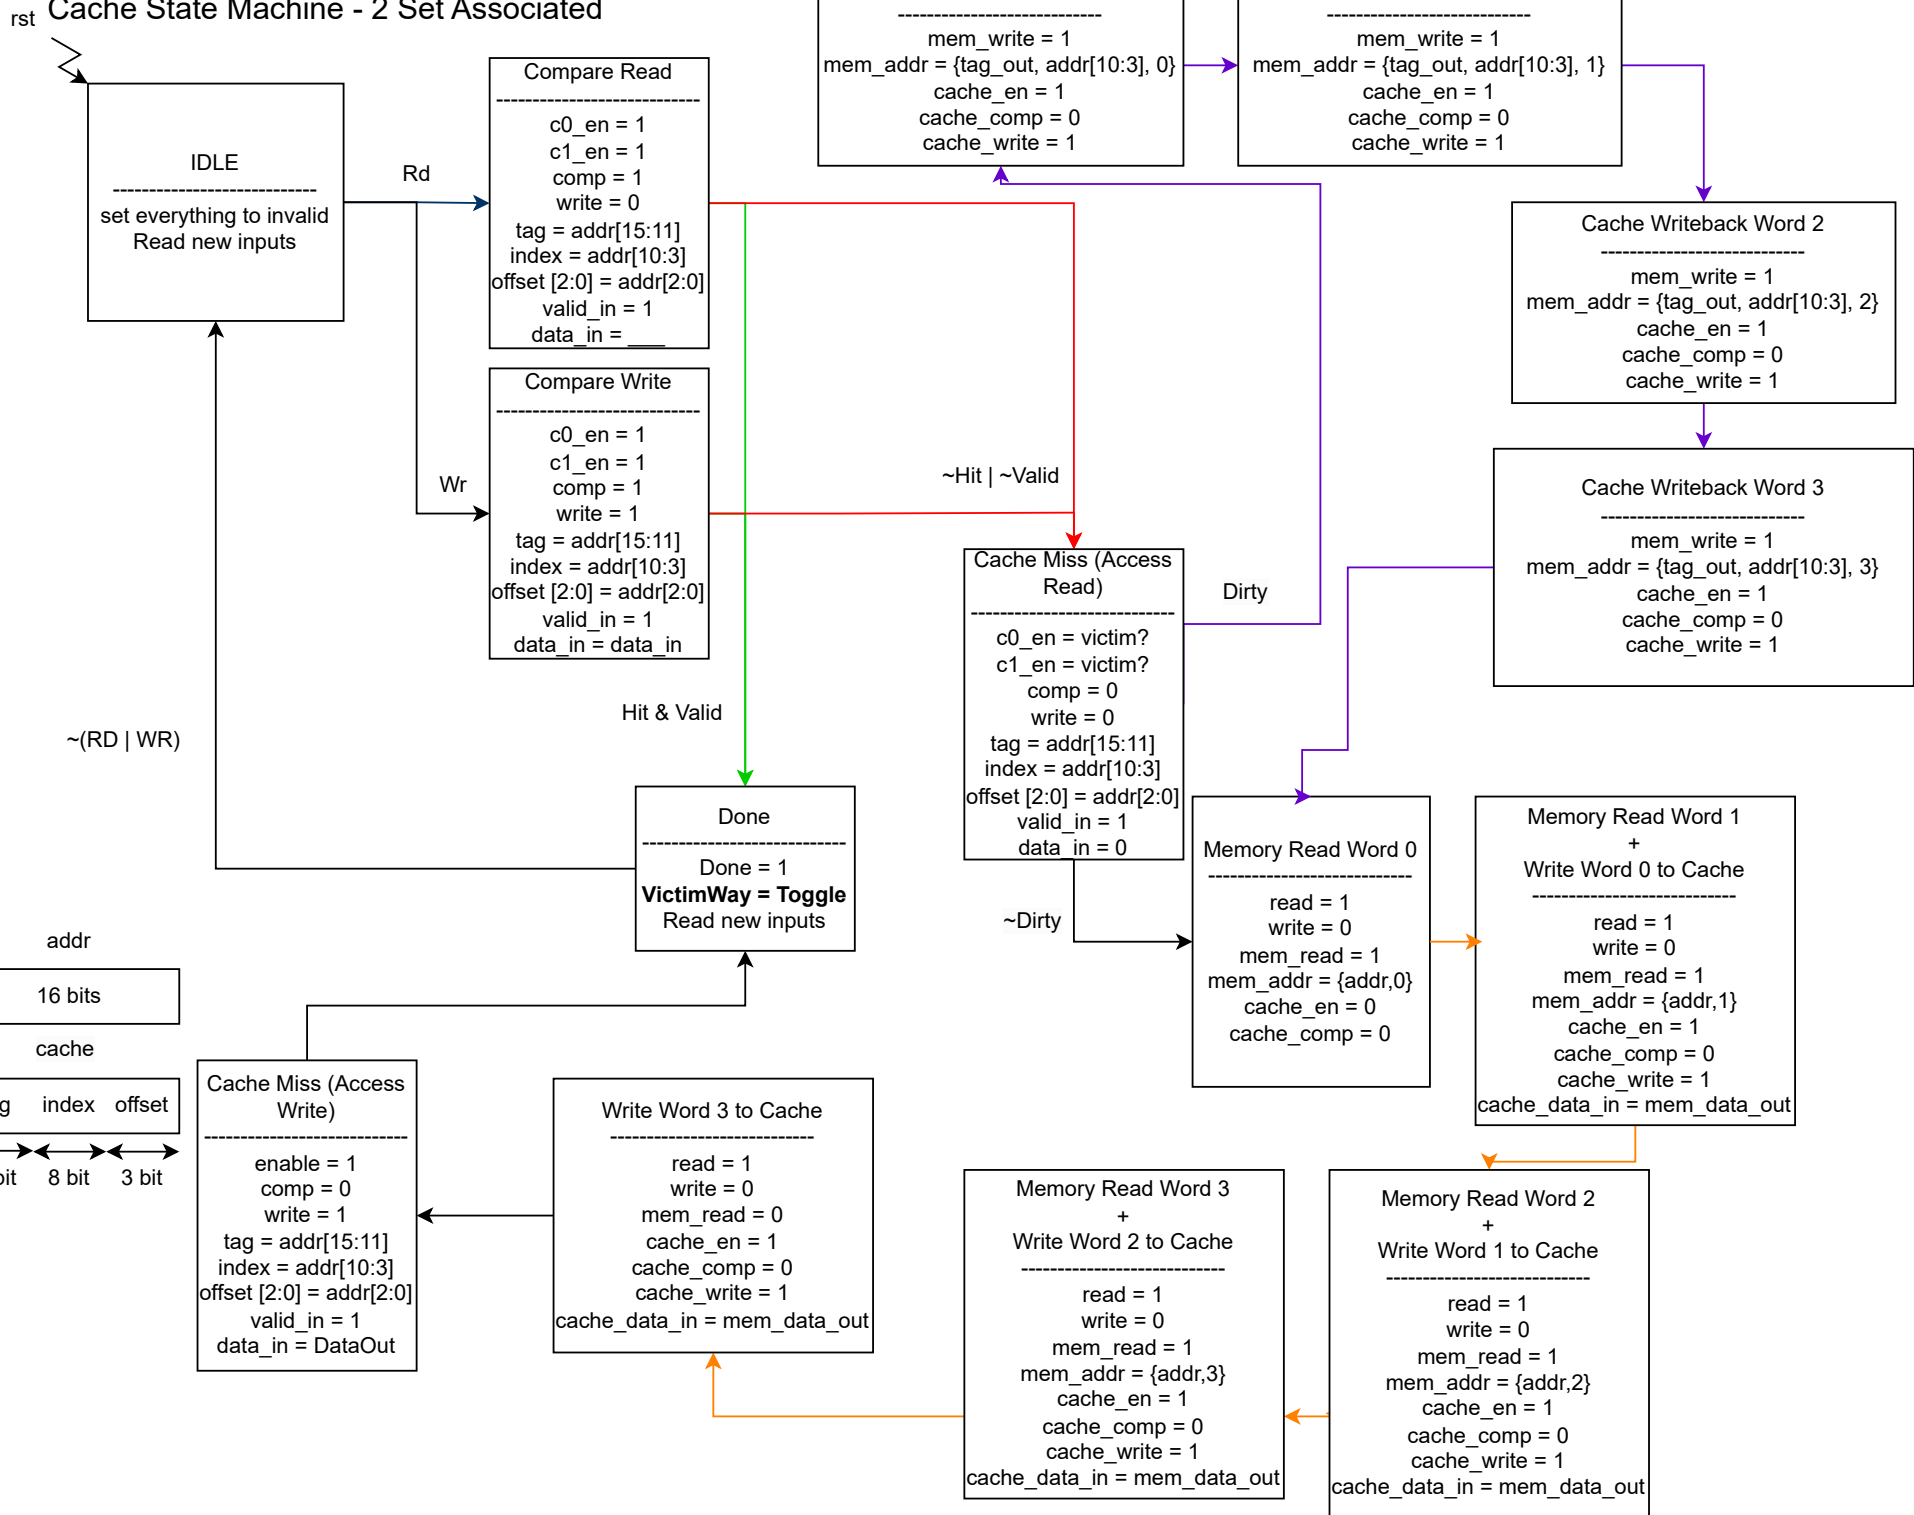 rst
Cache State Machine - 2 Set Associated
IDLE
----------------------------
set everything to invalid
Read new inputs
Rd
Wr
Compare Read
----------------------------
c0_en = 1
c1_en = 1
comp = 1
write = 0
tag = addr[15:11]
index = addr[10:3]
offset [2:0] = addr[2:0]
valid_in = 1
data_in = ___
Compare Write
----------------------------
c0_en = 1
c1_en = 1
comp = 1
write = 1
tag = addr[15:11]
index = addr[10:3]
offset [2:0] = addr[2:0]
valid_in = 1
data_in = data_in
----------------------------
mem_write = 1
mem_addr = {tag_out, addr[10:3], 0}
cache_en = 1
cache_comp = 0
cache_write = 1
----------------------------
mem_write = 1
mem_addr = {tag_out, addr[10:3], 1}
cache_en = 1
cache_comp = 0
cache_write = 1
Cache Writeback Word 2
----------------------------
mem_write = 1
mem_addr = {tag_out, addr[10:3], 2}
cache_en = 1
cache_comp = 0
cache_write = 1
Cache Writeback Word 3
----------------------------
mem_write = 1
mem_addr = {tag_out, addr[10:3], 3}
cache_en = 1
cache_comp = 0
cache_write = 1
~Hit | ~Valid
Cache Miss (Access
Read)
----------------------------
c0_en = victim?
c1_en = victim?
comp = 0
write = 0
tag = addr[15:11]
index = addr[10:3]
offset [2:0] = addr[2:0]
valid_in = 1
data_in = 0
Dirty
~Dirty
Hit & Valid
~(RD | WR)
Done
----------------------------
Done = 1
VictimWay = Toggle
Read new inputs
Memory Read Word 0
----------------------------
read = 1
write = 0
mem_read = 1
mem_addr = {addr,0}
cache_en = 0
cache_comp = 0
Memory Read Word 1
+
Write Word 0 to Cache
----------------------------
read = 1
write = 0
mem_read = 1
mem_addr = {addr,1}
cache_en = 1
cache_comp = 0
cache_write = 1
cache_data_in = mem_data_out
Memory Read Word 2
+
Write Word 1 to Cache
----------------------------
read = 1
write = 0
mem_read = 1
mem_addr = {addr,2}
cache_en = 1
cache_comp = 0
cache_write = 1
cache_data_in = mem_data_out
Memory Read Word 3
+
Write Word 2 to Cache
----------------------------
read = 1
write = 0
mem_read = 1
mem_addr = {addr,3}
cache_en = 1
cache_comp = 0
cache_write = 1
cache_data_in = mem_data_out
Write Word 3 to Cache
----------------------------
read = 1
write = 0
mem_read = 0
cache_en = 1
cache_comp = 0
cache_write = 1
cache_data_in = mem_data_out
Cache Miss (Access
Write)
----------------------------
enable = 1
comp = 0
write = 1
tag = addr[15:11]
index = addr[10:3]
offset [2:0] = addr[2:0]
valid_in = 1
data_in = DataOut
addr
16 bits
cache
g index offset
bit 8 bit 3 bit